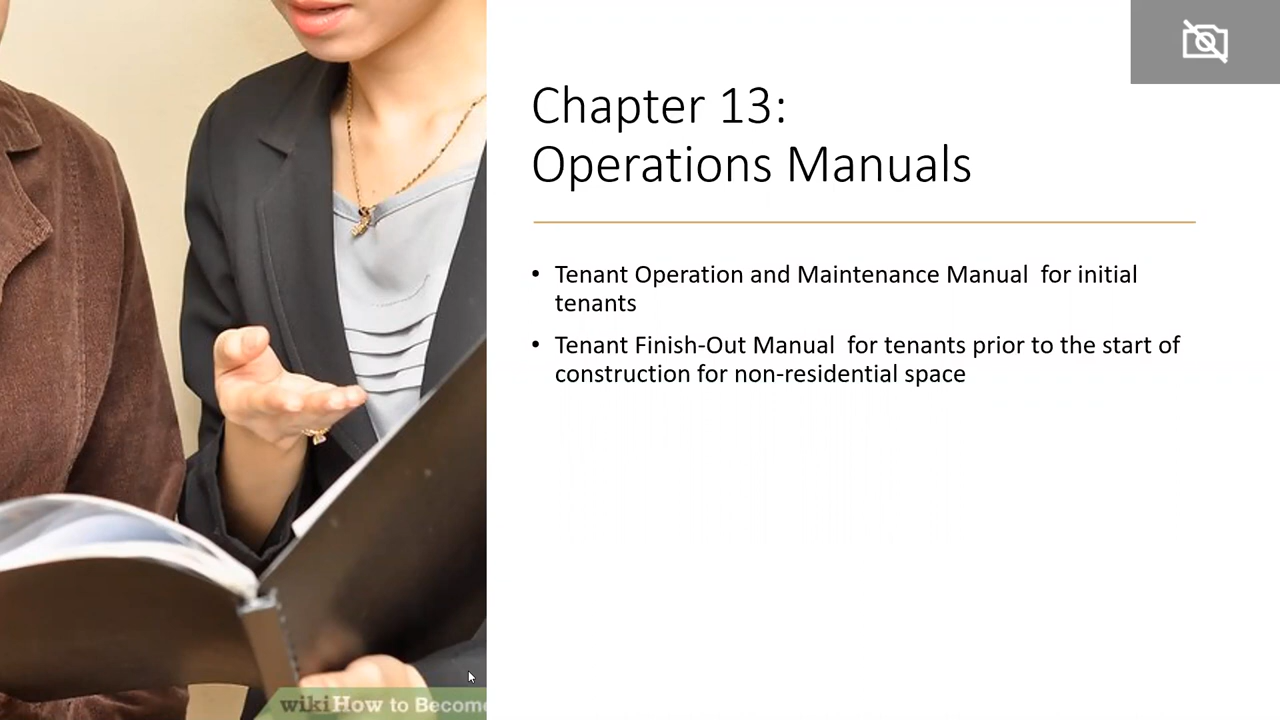 Chapter 13:
Operations Manuals
• Tenant Operation and Maintenance Manual  for initial
tenants
• Tenant Finish-Out Manual  for tenants prior to the start of
construction for non-residential space
wikiHow to Become